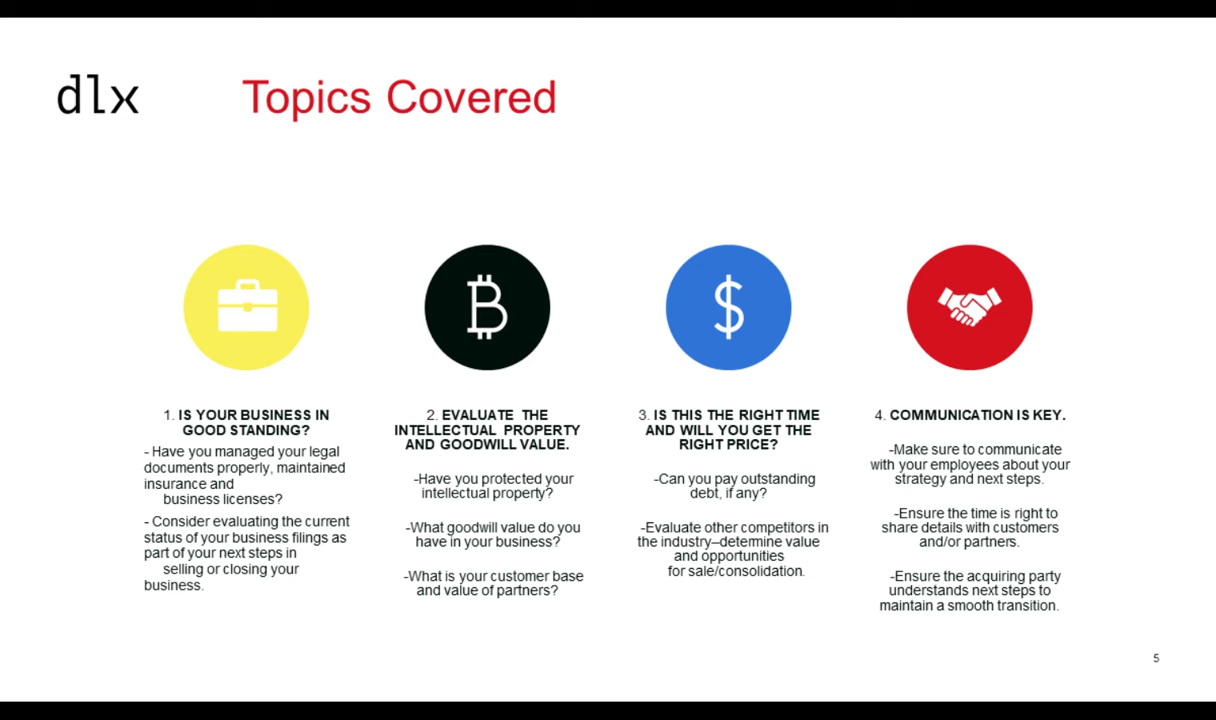 dlx
Topics Covered
1. IS YOUR BUSINESS IN
GOOD STANDING?
- Have you managed your legal
documents properly, maintained
insurance and
business licenses?
- Consider evaluating the current
status of your business filings as
part of your next steps in
selling or closing your
business.
2. EVALUATE THE
INTELLECTUAL PROPERTY
AND GOODWILL VALUE.
-Have you protected your
intellectual property?
-What goodwill value do you
have in your business?
-What is your customer base
and value of partners?
3. IS THIS THE RIGHT TIME
AND WILL YOU GET THE
RIGHT PRICE?
-Can you pay outstanding
debt, if any?
-Evaluate other competitors in
the industry–determine value
and opportunities
for sale/consolidation.
4. COMMUNICATION IS KEY.
-Make sure to communicate
with your employees about your
strategy and next steps.
-Ensure the time is right to
share details with customers
and/or partners.
-Ensure the acquiring party
understands next steps to
maintain a smooth transition.
5